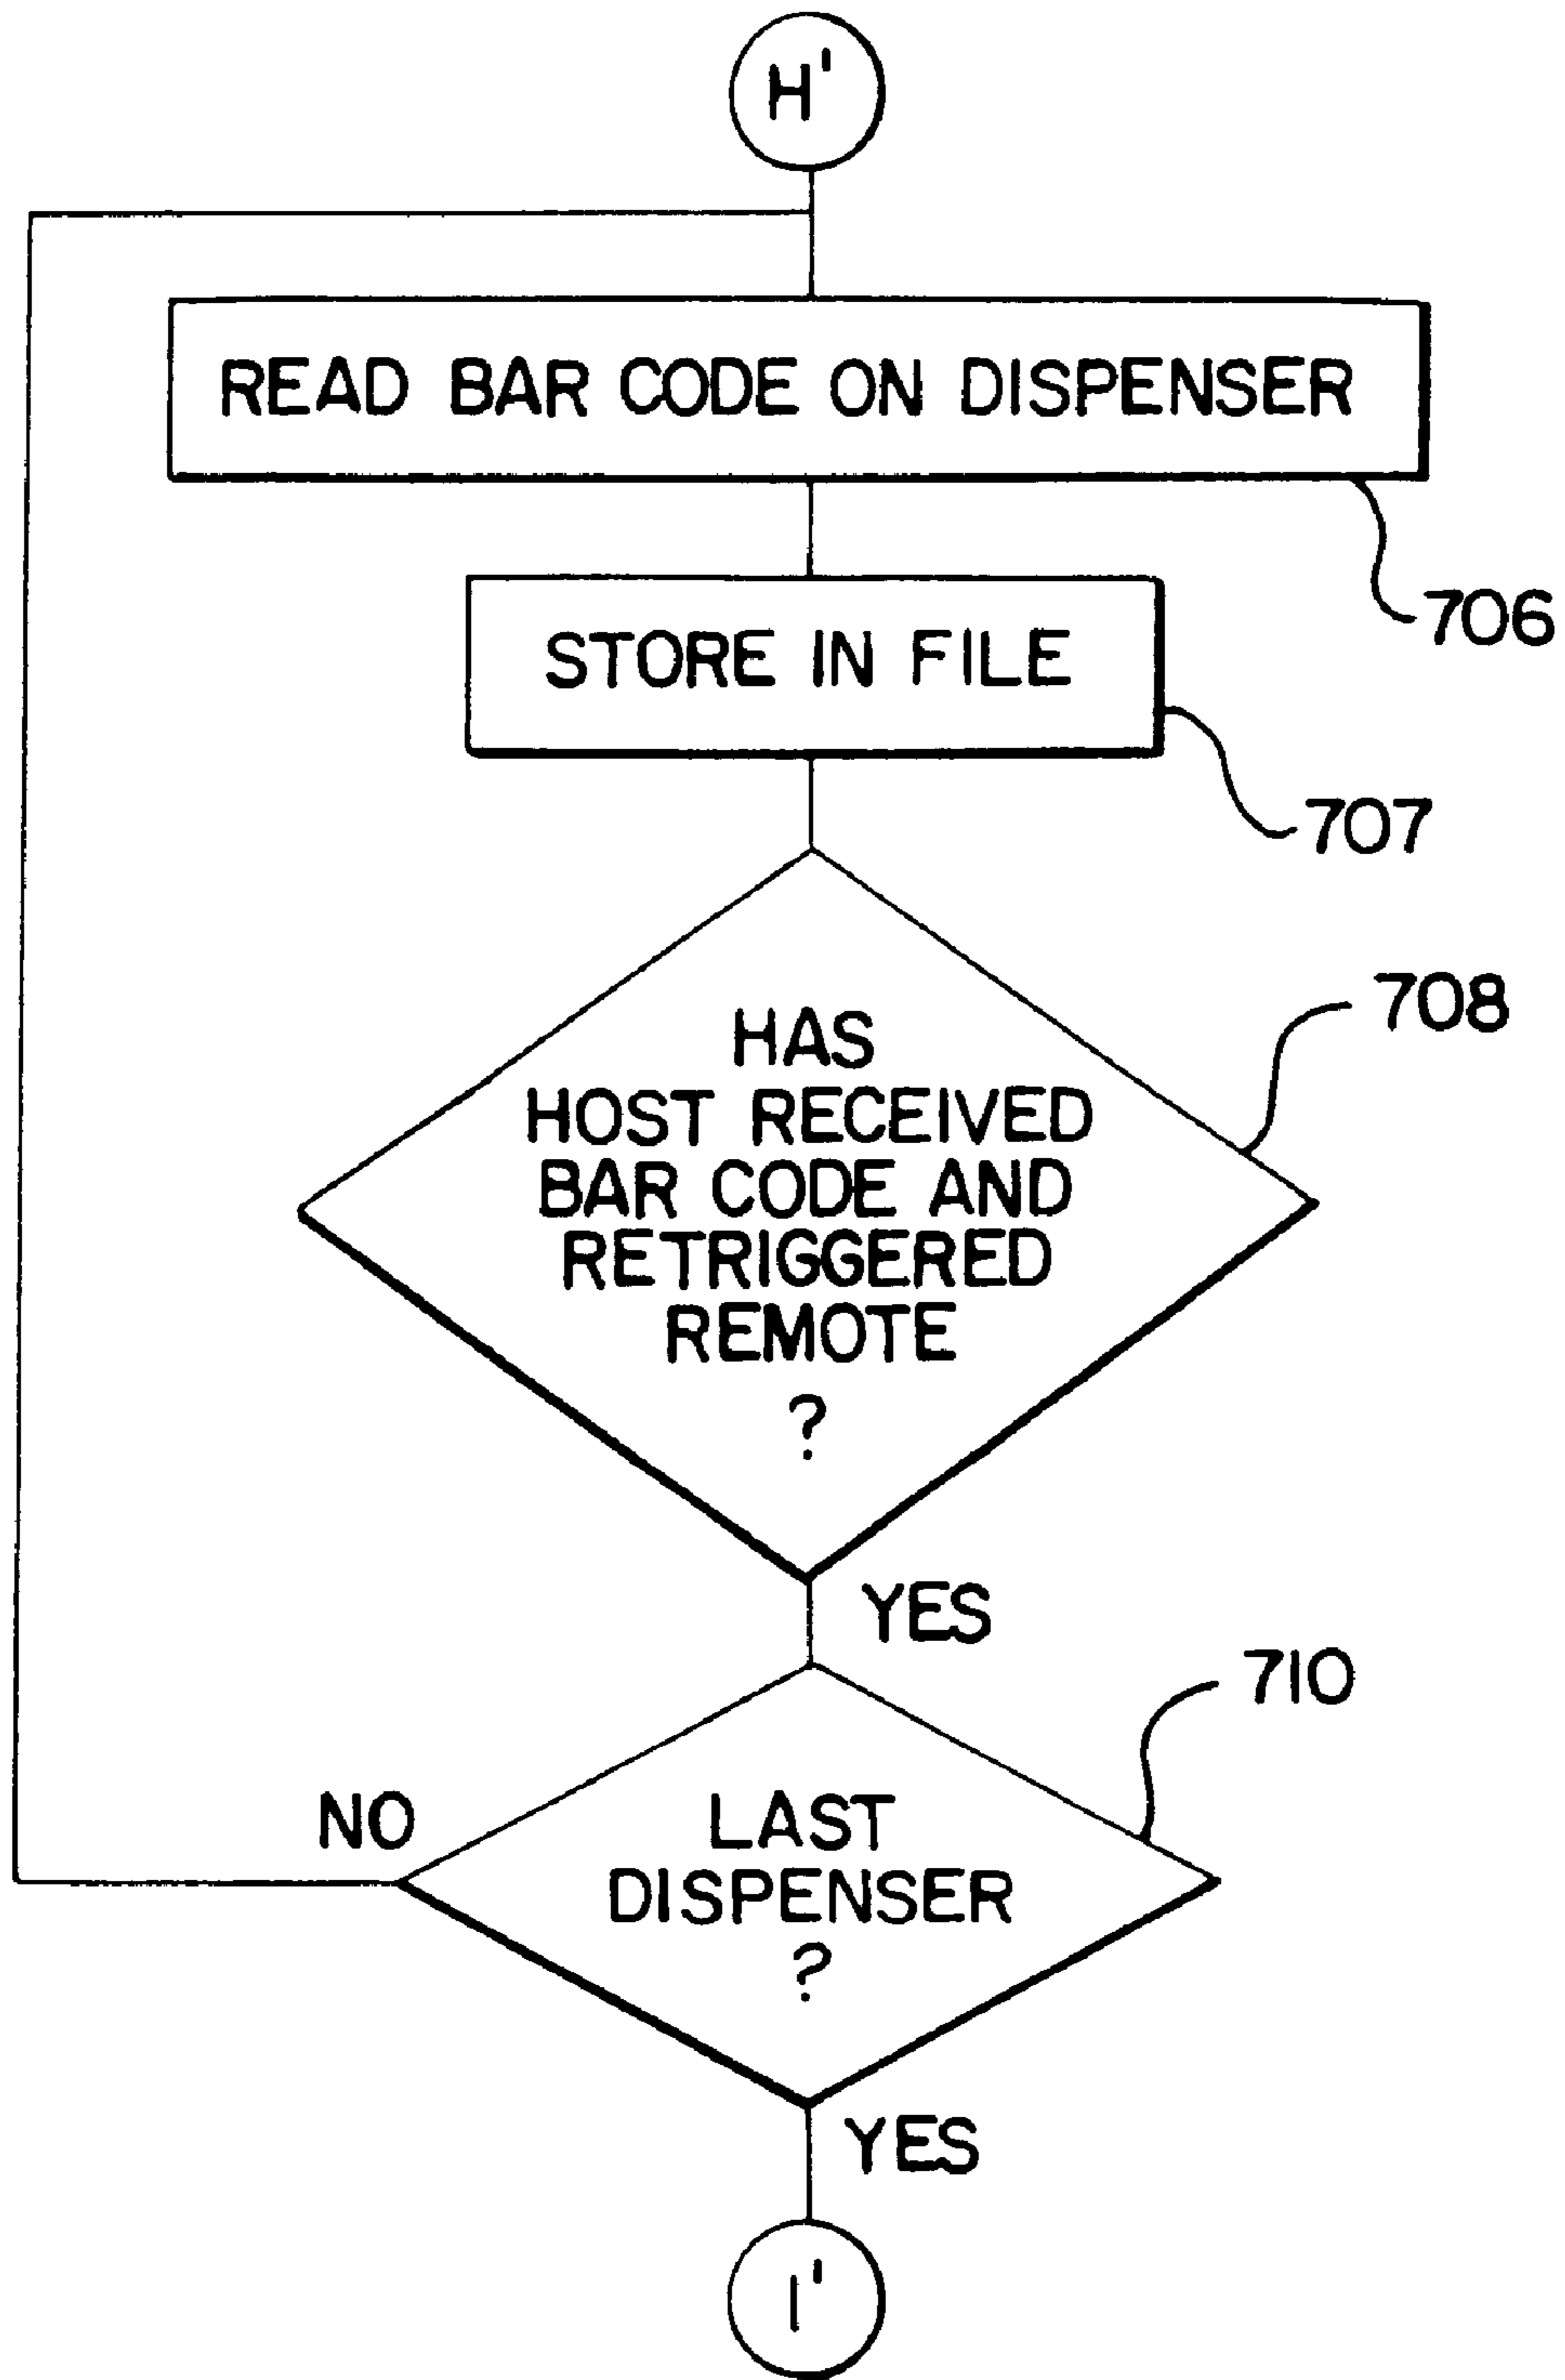 H'
READ BAR CODE ON DISPENSER
706
STORE IN FILE
707
HAS
HOST RECEIVED
BAR CODE AND
RETRIGGERED
REMOTE
?
708
YES
710
NO
LAST
DISPENSER
?
YES
I'